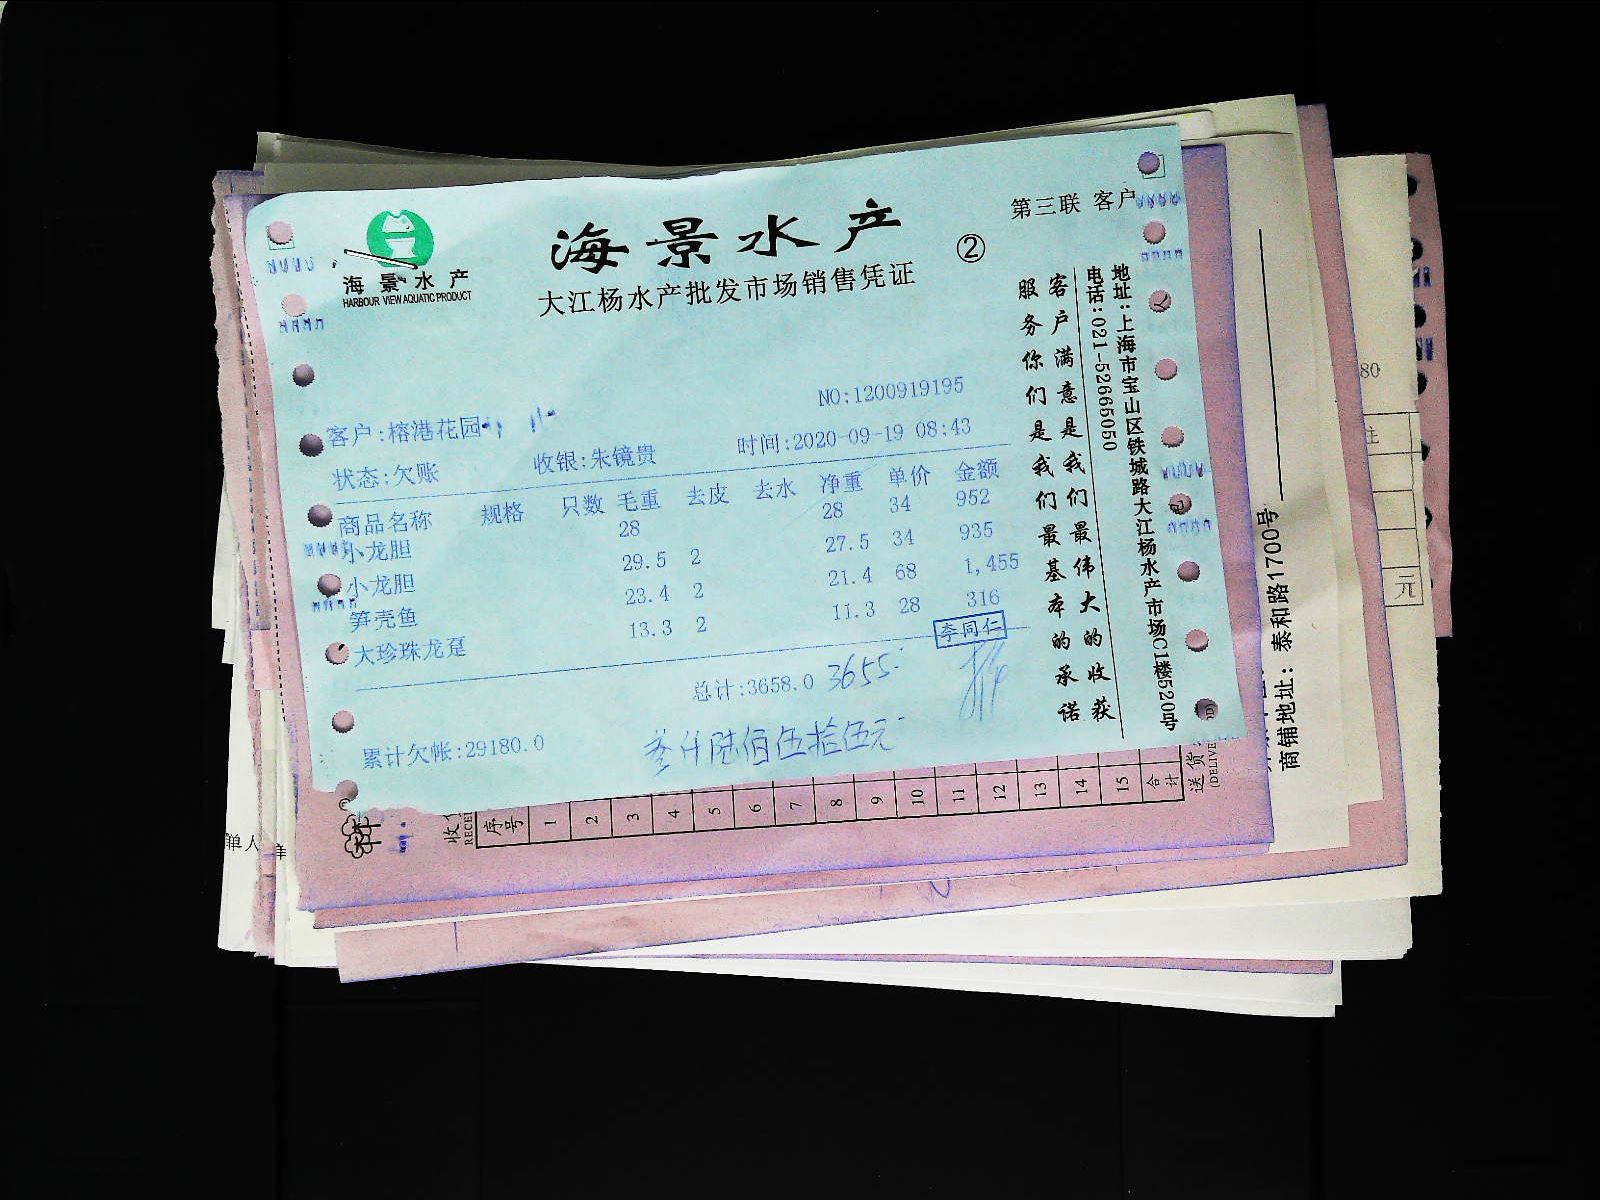 海景水产
HARBOUR VIEW AQUATIC PRODUCT
海景水产
大江杨水产批发市场销售凭证
②
第三联 客户
NO:1200919195
客户:榕港花园
状态:欠账 收银:朱镜贵 时间:2020-09-19 08:43
商品名称 规格 只数 毛重 去皮 去水 净重 单价 金额
小龙胆 28 28 34 952
小龙胆 29.5 2 27.5 34 935
笋壳鱼 23.4 2 21.4 68 1,455
大珍珠龙趸 13.3 2 11.3 28 316
李同仁
总计:3658.0 3655
累计欠帐:29180.0
叁仟陆佰伍拾伍元
客户满意是我们最伟大的收获
服务你们是我们最基本的承诺
地址:上海市宝山区铁城路大江杨水产市场C1楼520号
电话:021-52665050
序号 1 2 3 4 5 6 7 8 9 10 11 12 13 14 15 合计
收
RECEI
送货
(DELIVE
商铺地址：泰和路1700号
80
注
元
单人
单